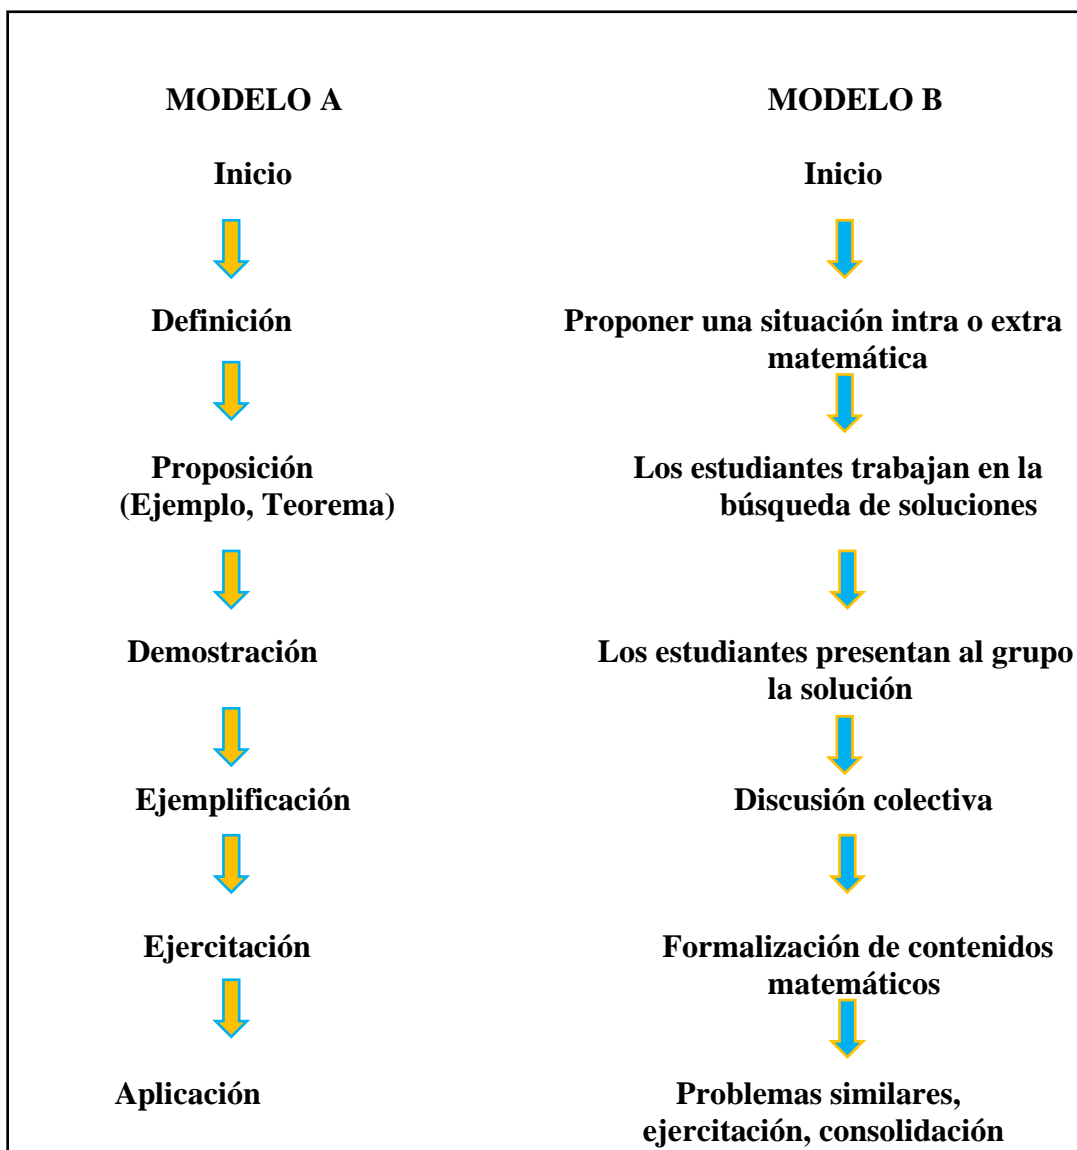 MODELO A
Inicio
Definición
Proposición
(Ejemplo, Teorema)
Demostración
Ejemplificación
Ejercitación
Aplicación
MODELO B
Inicio
Proponer una situación intra o extra
matemática
Los estudiantes trabajan en la
búsqueda de soluciones
Los estudiantes presentan al grupo
la solución
Discusión colectiva
Formalización de contenidos
matemáticos
Problemas similares,
ejercitación, consolidación